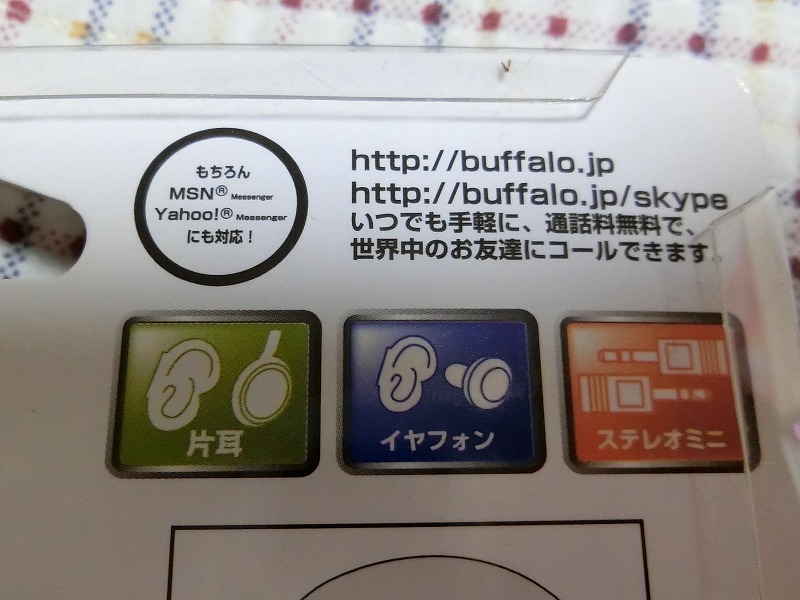 もちろん
MSN® Messenger
Yahoo!® Messenger
にも対応！
http://buffalo.jp
http://buffalo.jp/skype
いつでも手軽に、通話料無料で、
世界中のお友達にコールできます。
片耳
イヤフォン
ステレオミニ